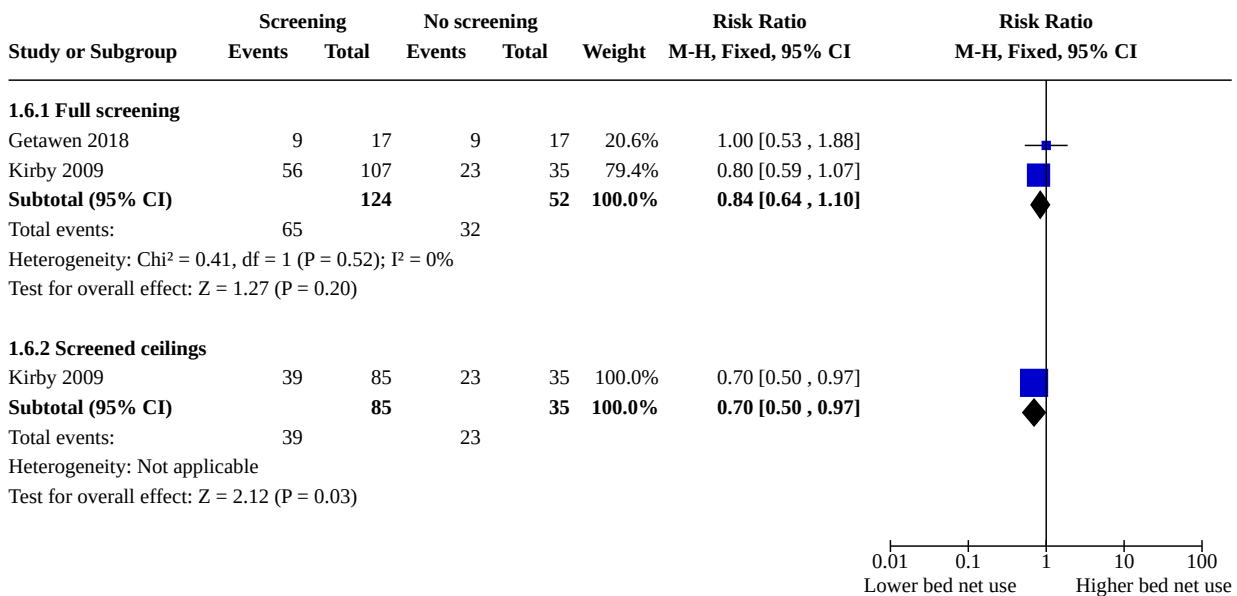 Screening No screening Risk Ratio Risk Ratio
Study or Subgroup Events Total Events Total Weight M-H, Fixed, 95% CI M-H, Fixed, 95% CI
1.6.1 Full screening
Getawen 2018 9 17 9 17 20.6% 1.00 [0.53 , 1.88]
Kirby 2009 56 107 23 35 79.4% 0.80 [0.59 , 1.07]
Subtotal (95% CI) 124 52 100.0% 0.84 [0.64 , 1.10]
Total events: 65 32
Heterogeneity: Chi² = 0.41, df = 1 (P = 0.52); I² = 0%
Test for overall effect: Z = 1.27 (P = 0.20)
1.6.2 Screened ceilings
Kirby 2009 39 85 23 35 100.0% 0.70 [0.50 , 0.97]
Subtotal (95% CI) 85 35 100.0% 0.70 [0.50 , 0.97]
Total events: 39 23
Heterogeneity: Not applicable
Test for overall effect: Z = 2.12 (P = 0.03)
0.01 0.1 1 10 100
Lower bed net use Higher bed net use